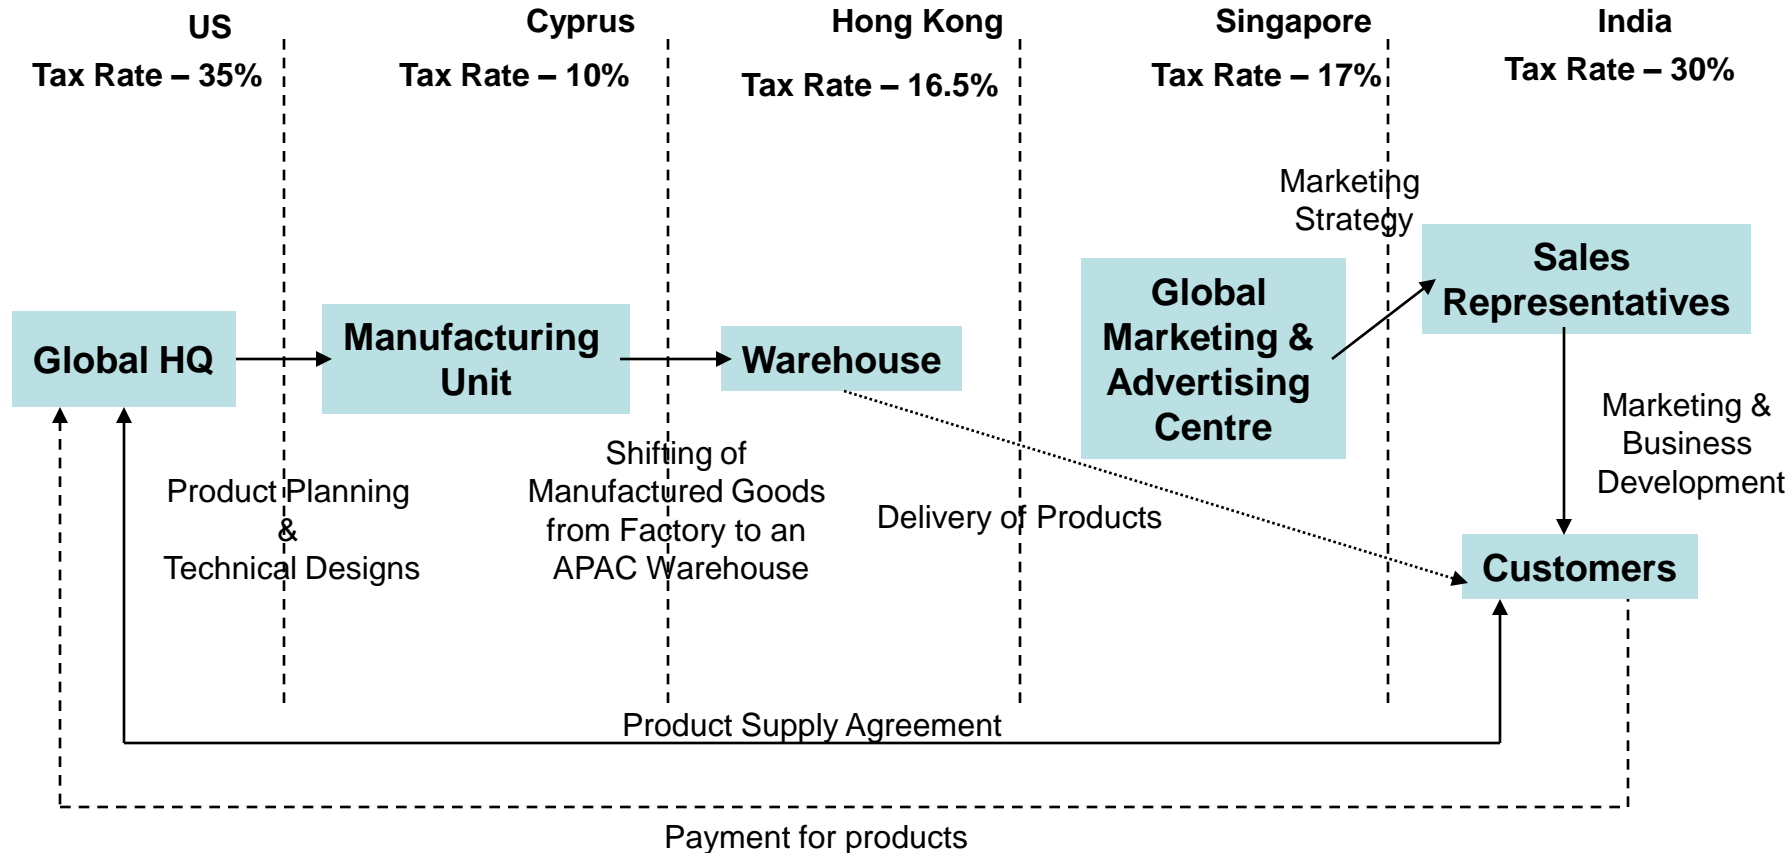 US
Cyprus
Hong Kong
Singapore
India
Tax Rate – 35%
Tax Rate – 10%
Tax Rate – 16.5%
Tax Rate – 17%
Tax Rate – 30%
Marketing
Strategy
Global HQ
Manufacturing
Unit
Warehouse
Global
Marketing &
Advertising
Centre
Sales
Representatives
Product Planning
&
Technical Designs
Shifting of
Manufactured Goods
from Factory to an
APAC Warehouse
Delivery of Products
Marketing &
Business
Development
Customers
Product Supply Agreement
Payment for products